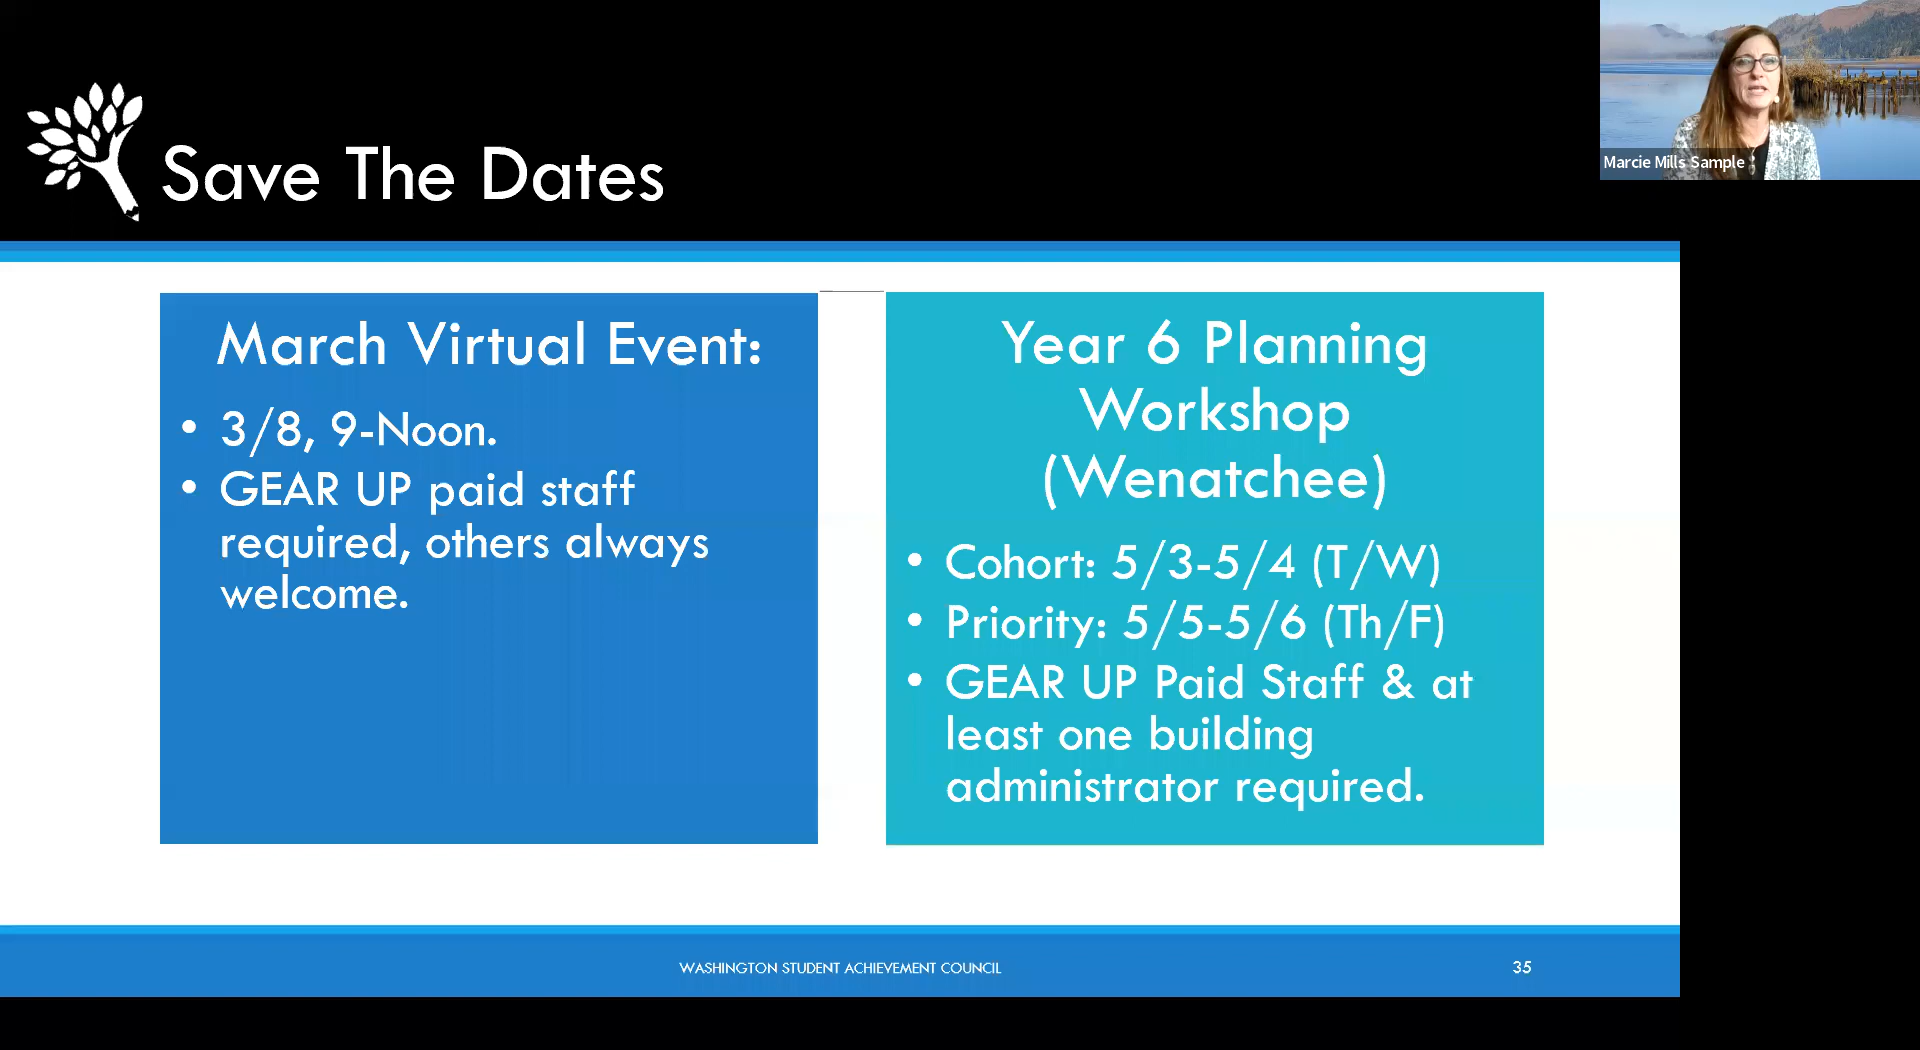 Save The Dates
Marcie Mills Sample
March Virtual Event:
• 3/8, 9-Noon.
• GEAR UP paid staff
required, others always
welcome.
Year 6 Planning
Workshop
(Wenatchee)
• Cohort: 5/3-5/4 (T/W)
• Priority: 5/5-5/6 (Th/F)
• GEAR UP Paid Staff & at
least one building
administrator required.
WASHINGTON STUDENT ACHIEVEMENT COUNCIL
35